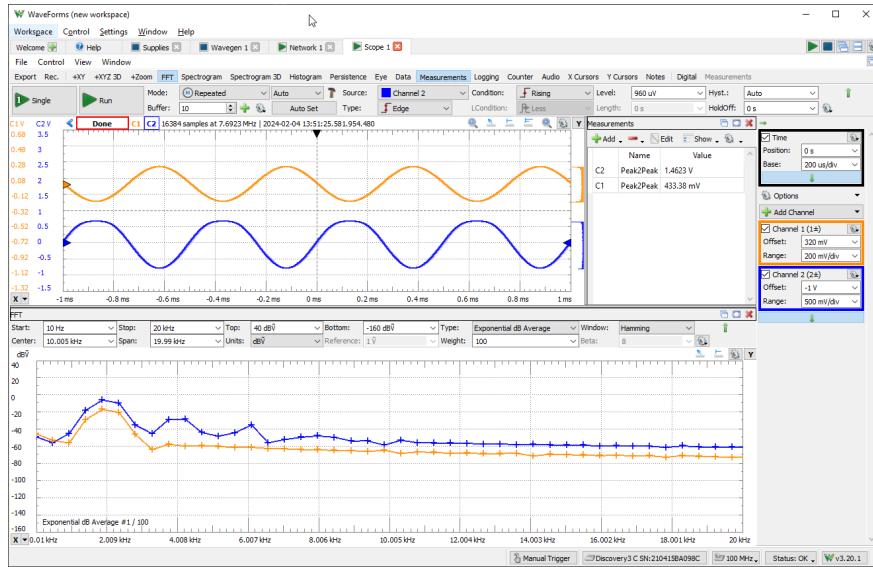 WaveForms (new workspace)
Workspace Control Settings Window Help
Welcome Help Supplies Wavegen 1 Network 1 Scope 1
File Control View Window
Export Rec. +XY +XYZ 3D +Zoom FFT Spectrogram Spectrogram 3D Histogram Persistence Eye Data Measurements Logging Counter Audio X Cursors Y Cursors Notes Digital Measurements
Single Run Mode: Repeated Auto Source: Channel 2 Condition: Rising Level: 960 uV Hyst.: Auto
Buffer: 10 Auto Set Type: Edge LCondition: Less Length: 0 s HoldOff: 0 s
C1 V C2 V Done C1 C2 16384 samples at 7.6923 MHz | 2024-02-04 13:51:25.581.954.480 Y
0.68 3.5
0.48 3
0.28 2.5
0.08 2
-0.12 1.5
-0.32 1
-0.52 0.5
-0.72 0
-0.92 -0.5
-1.12 -1
-1.32 -1.5
X -1 ms -0.8 ms -0.6 ms -0.4 ms -0.2 ms 0 ms 0.2 ms 0.4 ms 0.6 ms 0.8 ms 1 ms
Measurements
Add Edit Show
Name Value
C2 Peak2Peak 1.4623 V
C1 Peak2Peak 433.38 mV
Time
Position: 0 s
Base: 200 us/div
Options
Add Channel
Channel 1 (1±)
Offset: 320 mV
Range: 200 mV/div
Channel 2 (2±)
Offset: -1 V
Range: 500 mV/div
FFT
Start: 10 Hz Stop: 20 kHz Top: 40 dBṼ Bottom: -160 dBṼ Type: Exponential dB Average Window: Hamming
Center: 10.005 kHz Span: 19.99 kHz Units: dBṼ Reference: 1 Ṽ Weight: 100 Beta: 8
dBṼ Y
40
20
0
-20
-40
-60
-80
-100
-120
-140
-160
Exponential dB Average #1 / 100
X 0.01 kHz 2.009 kHz 4.008 kHz 6.007 kHz 8.006 kHz 10.005 kHz 12.004 kHz 14.003 kHz 16.002 kHz 18.001 kHz 20 kHz
Manual Trigger Discovery3 C SN:210415BA098C 100 MHz Status: OK v3.20.1